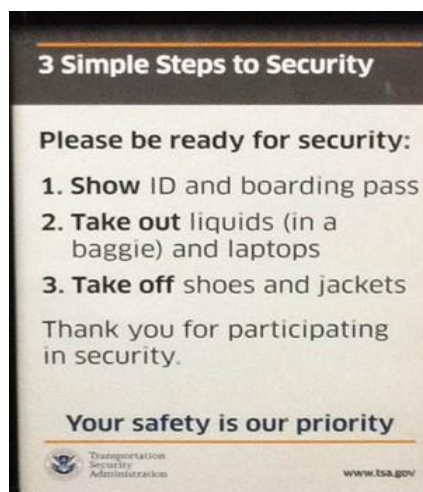 3 Simple Steps to Security
Please be ready for security:
1. Show ID and boarding pass
2. Take out liquids (in a
baggie) and laptops
3. Take off shoes and jackets
Thank you for participating
in security.
Your safety is our priority
Transportation
Security
Administration
www.tsa.gov